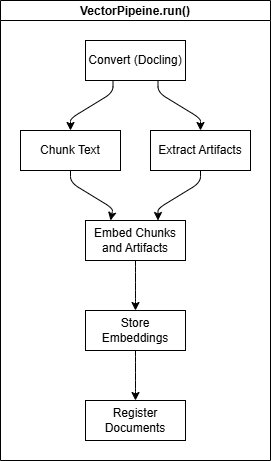 VectorPipeine.run()
Convert (Docling)
Chunk Text
Extract Artifacts
Embed Chunks
and Artifacts
Store
Embeddings
Register
Documents